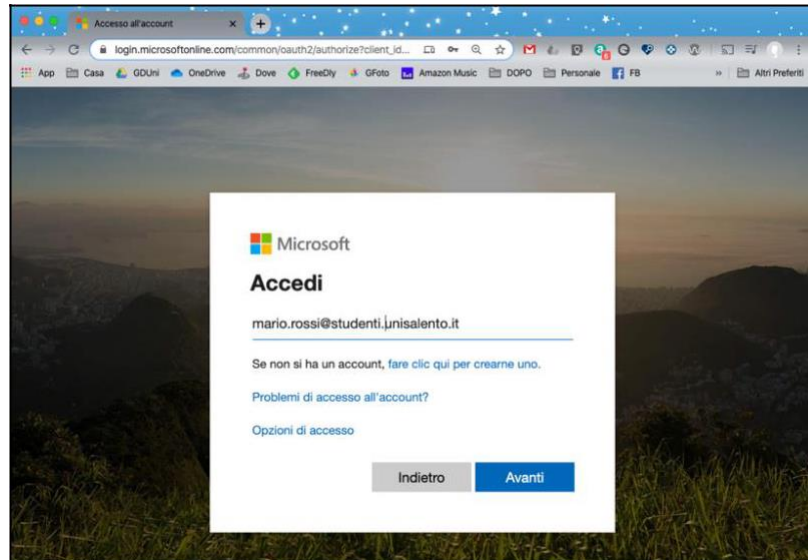 Accesso all'account
login.microsoftonline.com/common/oauth2/authorize?client_id...
App Casa GDUni OneDrive Dove FreeDly GFoto Amazon Music DOPO Personale FB » Altri Preferiti
Microsoft
Accedi
mario.rossi@studenti.unisalento.it
Se non si ha un account, fare clic qui per crearne uno.
Problemi di accesso all'account?
Opzioni di accesso
Indietro Avanti